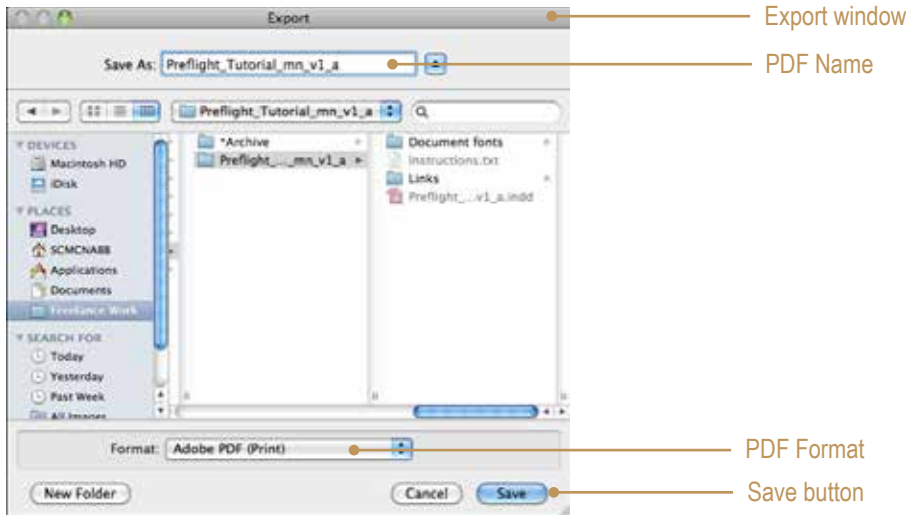 Export
Export window
Save As: Preflight_Tutorial_mn_v1_a
PDF Name
Preflight_Tutorial_mn_v1_a
DEVICES
Macintosh HD
iDisk
PLACES
Desktop
SCMCNABB
Applications
Documents
Freelance Work
SEARCH FOR
Today
Yesterday
Past Week
All Images
*Archive
Preflight_..._mn_v1_a
Document fonts
Instructions.txt
Links
Preflight_...v1_a.indd
Format: Adobe PDF (Print)
PDF Format
New Folder
Cancel
Save
Save button